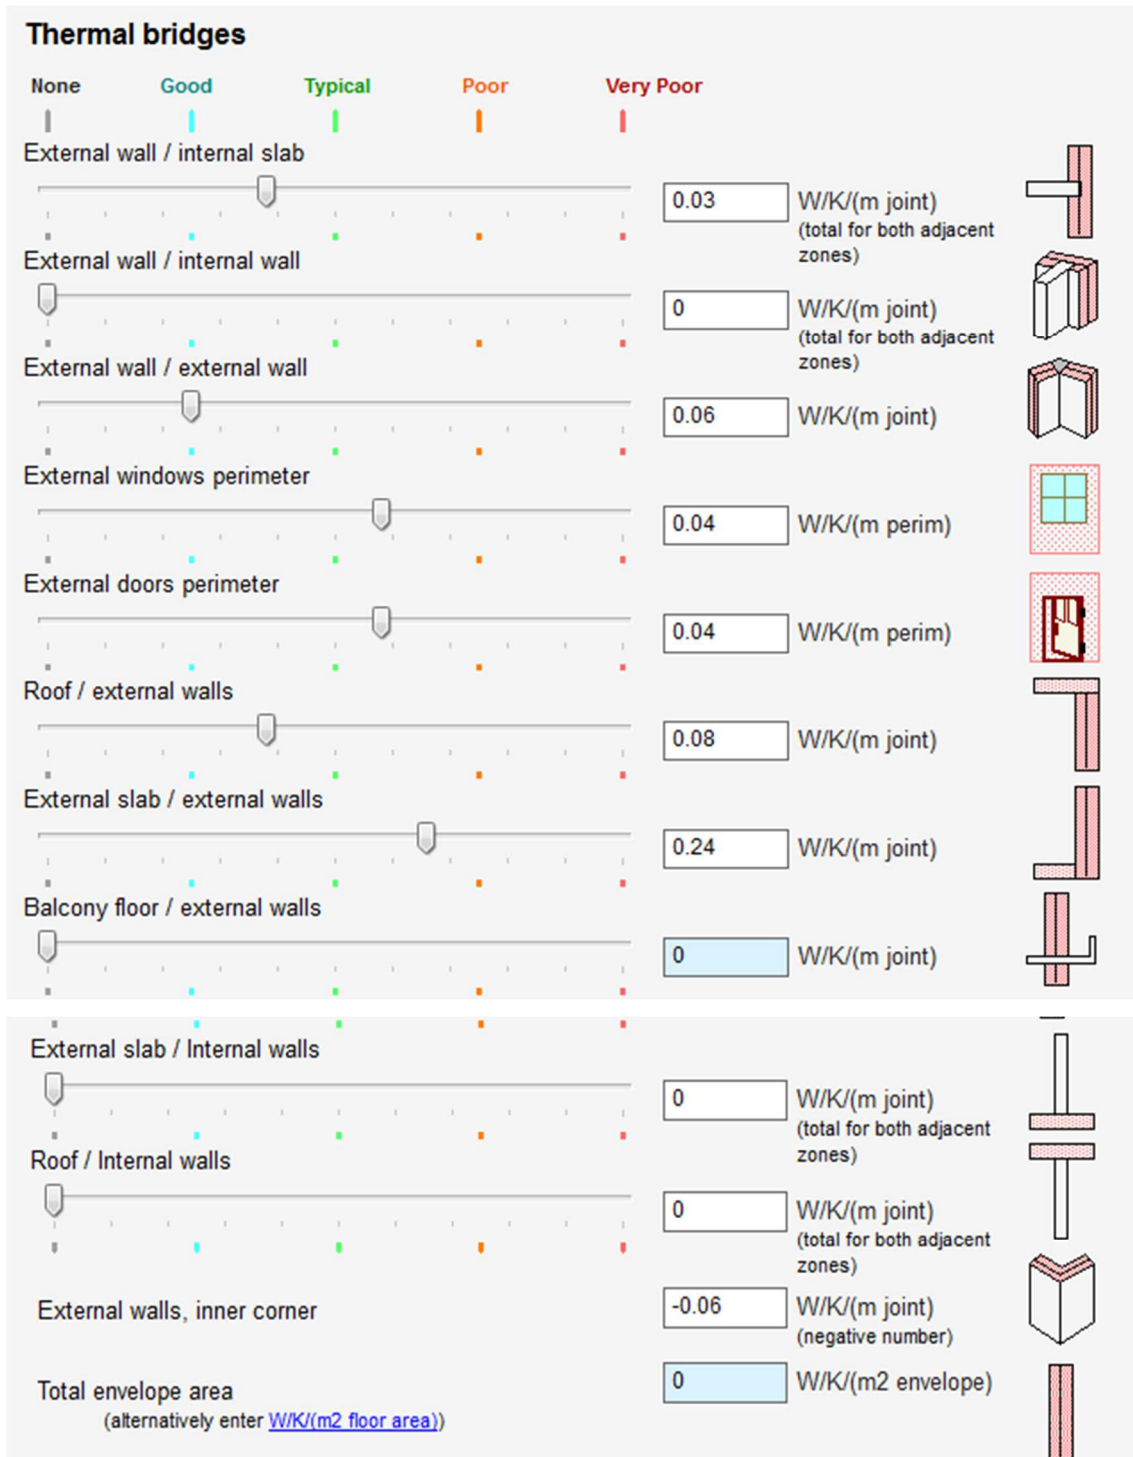 Thermal bridges
None Good Typical Poor Very Poor
External wall / internal slab
0.03 W/K/(m joint)
(total for both adjacent
zones)
External wall / internal wall
0 W/K/(m joint)
(total for both adjacent
zones)
External wall / external wall
0.06 W/K/(m joint)
External windows perimeter
0.04 W/K/(m perim)
External doors perimeter
0.04 W/K/(m perim)
Roof / external walls
0.08 W/K/(m joint)
External slab / external walls
0.24 W/K/(m joint)
Balcony floor / external walls
0 W/K/(m joint)
External slab / Internal walls
0 W/K/(m joint)
(total for both adjacent
zones)
Roof / Internal walls
0 W/K/(m joint)
(total for both adjacent
zones)
External walls, inner corner -0.06 W/K/(m joint)
(negative number)
Total envelope area 0 W/K/(m2 envelope)
(alternatively enter W/K/(m2 floor area))